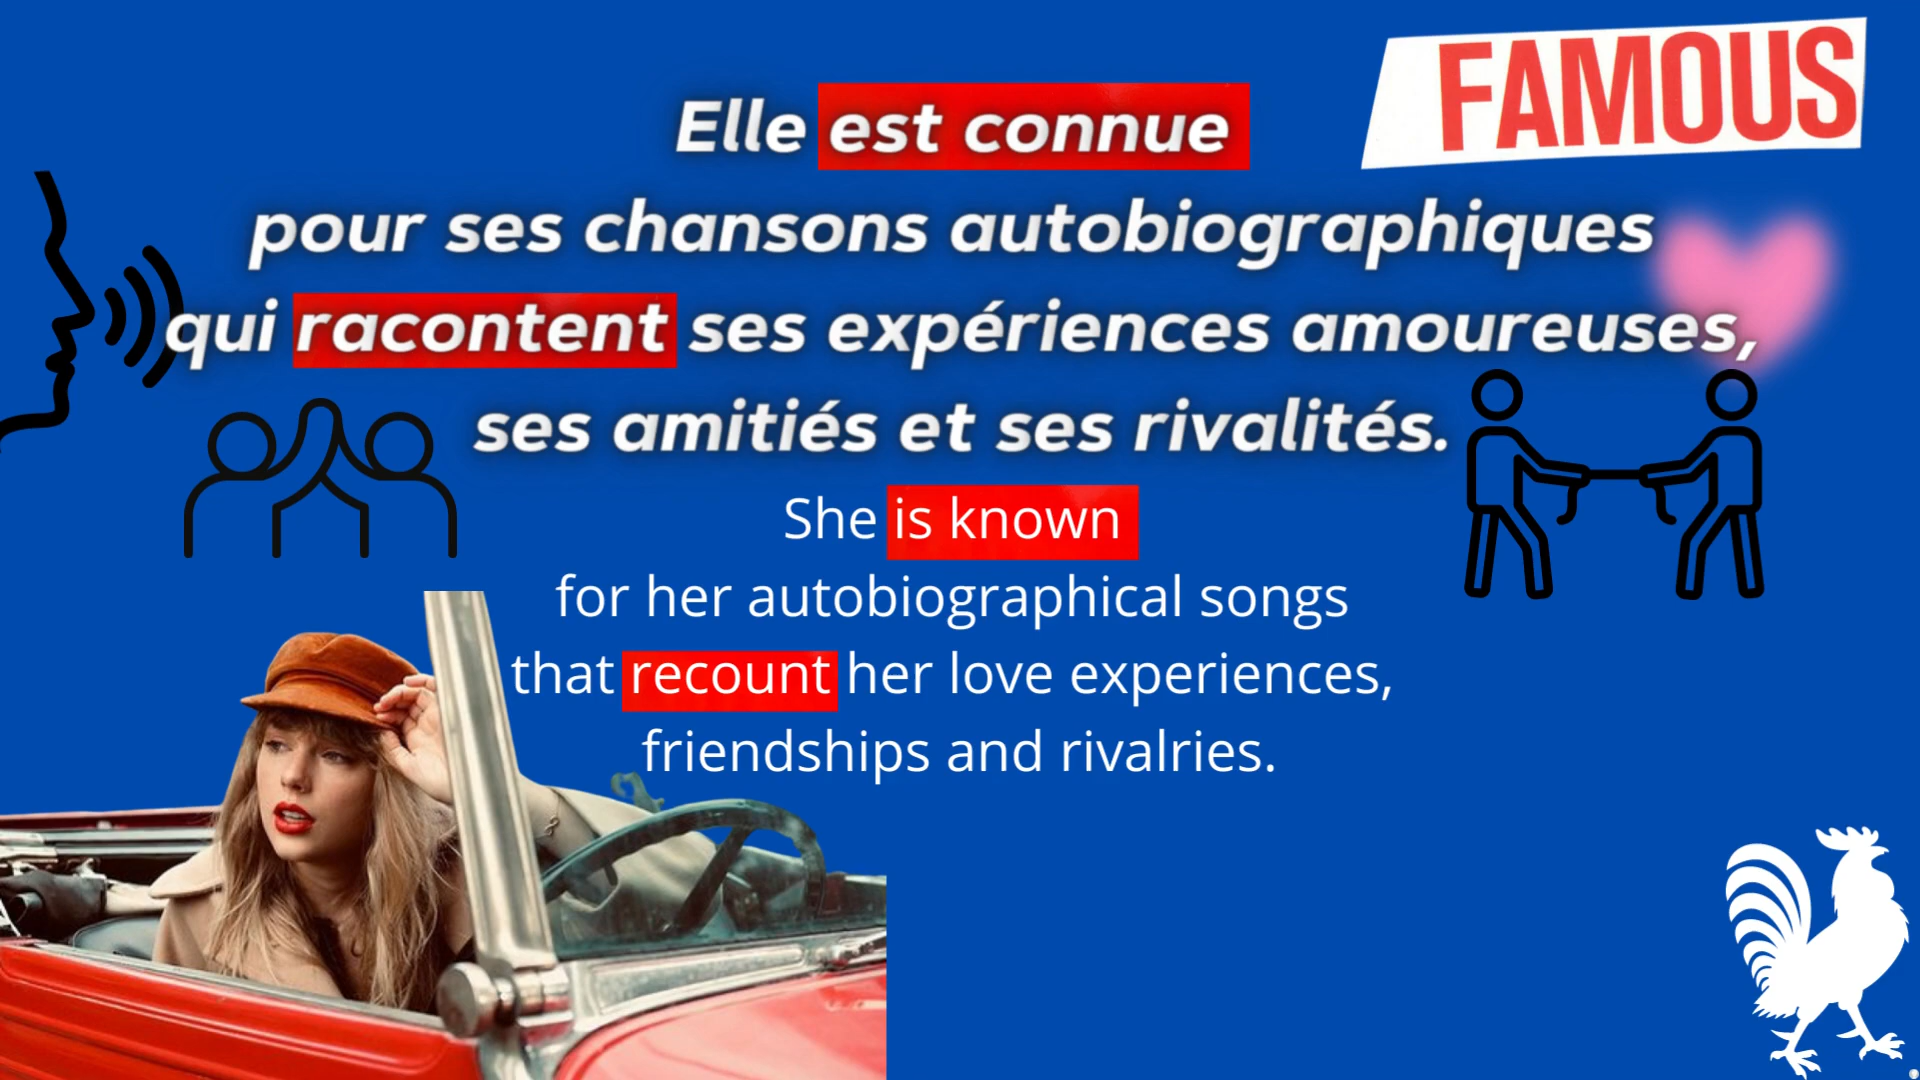 FAMOUS
Elle est connue
pour ses chansons autobiographiques
qui racontent ses expériences amoureuses,
ses amitiés et ses rivalités.
She is known
for her autobiographical songs
that recount her love experiences,
friendships and rivalries.